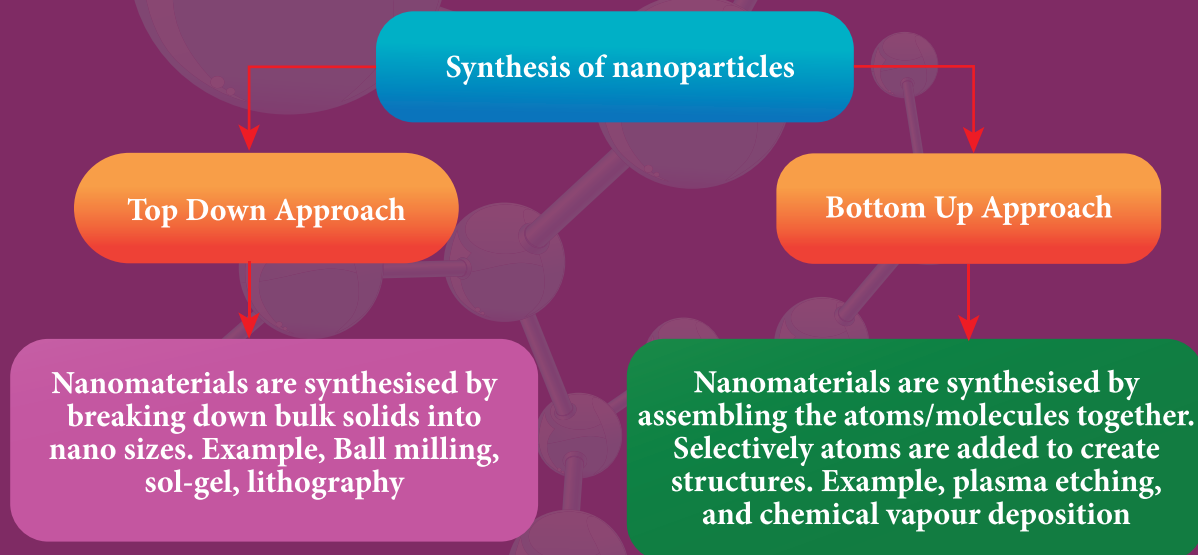 Synthesis of nanoparticles
Top Down Approach
Bottom Up Approach
Nanomaterials are synthesised by
breaking down bulk solids into
nano sizes. Example, Ball milling,
sol-gel, lithography
Nanomaterials are synthesised by
assembling the atoms/molecules together.
Selectively atoms are added to create
structures. Example, plasma etching,
and chemical vapour deposition